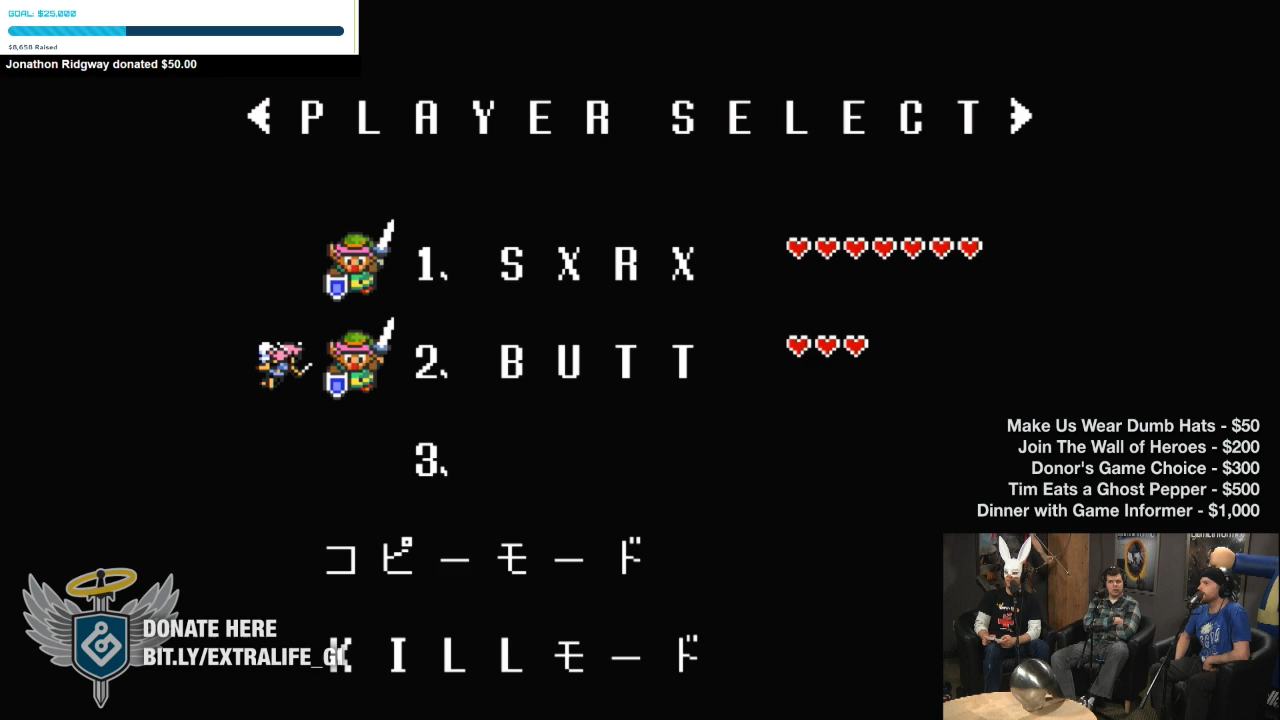 GOAL: $25,000
$8,658 Raised
Jonathon Ridgway donated $50.00
PLAYER SELECT
1. SXRX
2. BUTT
3.
コピーモード
KILLモード
Make Us Wear Dumb Hats - $50
Join The Wall of Heroes - $200
Donor's Game Choice - $300
Tim Eats a Ghost Pepper - $500
Dinner with Game Informer - $1,000
DONATE HERE
BIT.LY/EXTRALIFE_GI